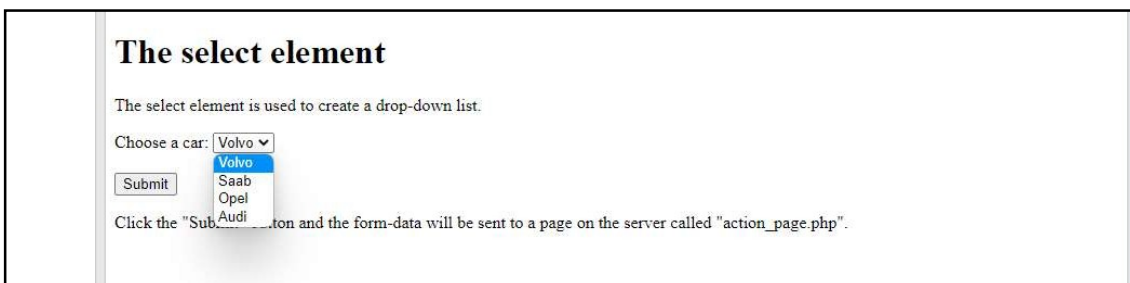 The select element
The select element is used to create a drop-down list.
Choose a car: Volvo
Volvo
Saab
Opel
Audi
Submit
Click the "Sub ton and the form-data will be sent to a page on the server called "action_page.php".